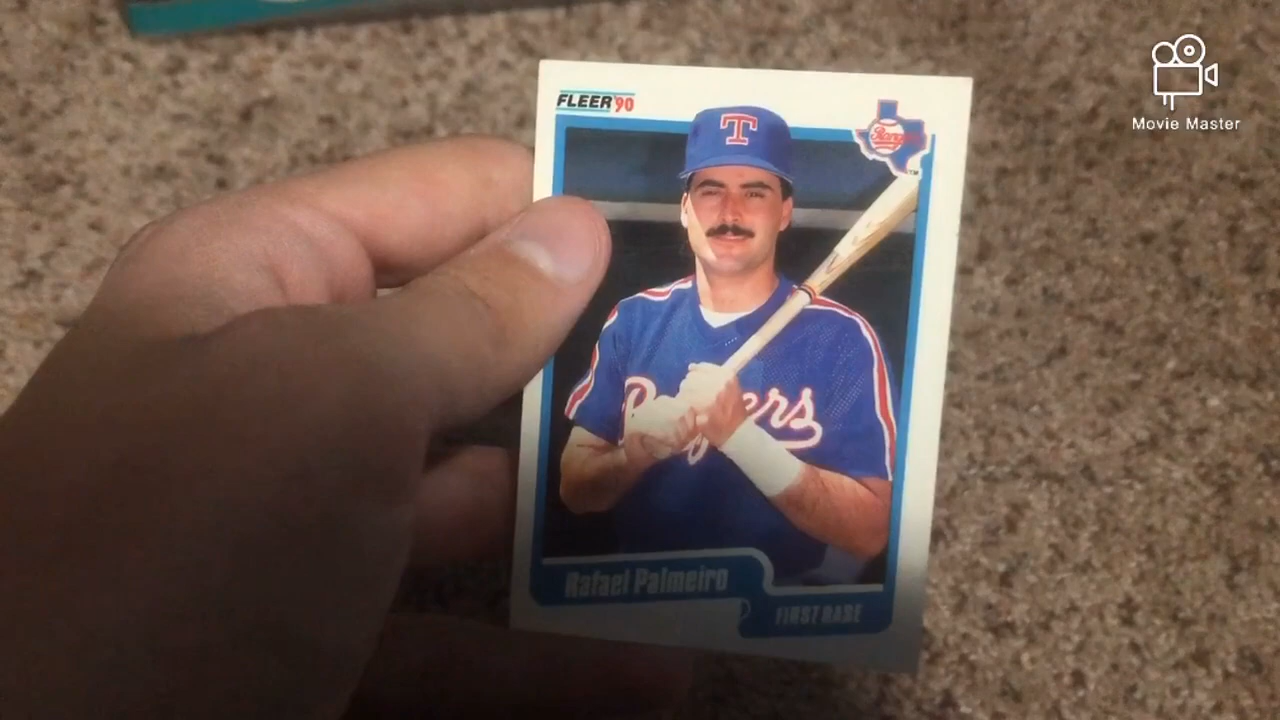 FLEER '90
T
Rangers
Rangers
Rafael Palmeiro
FIRST BASE
Movie Master